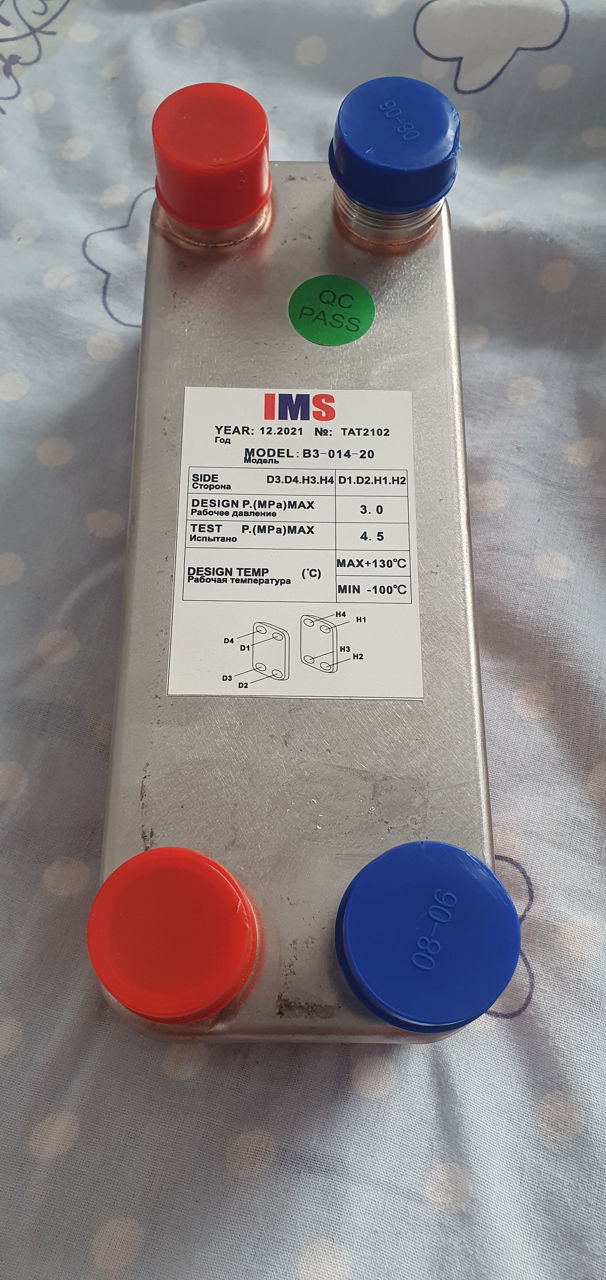 90-80
QC
PASS
IMS
YEAR: 12.2021 №: TAT2102
Год
MODEL: B3-014-20
Модель
SIDE D3.D4.H3.H4 D1.D2.H1.H2
Сторона
DESIGN P.(MPa)MAX 3.0
Рабочее давление
TEST P.(MPa)MAX 4.5
Испытано
DESIGN TEMP (°C) MAX+130℃
Рабочая температура MIN -100℃
H4
H1
D4
D1
H3
H2
D3
D2
08-06